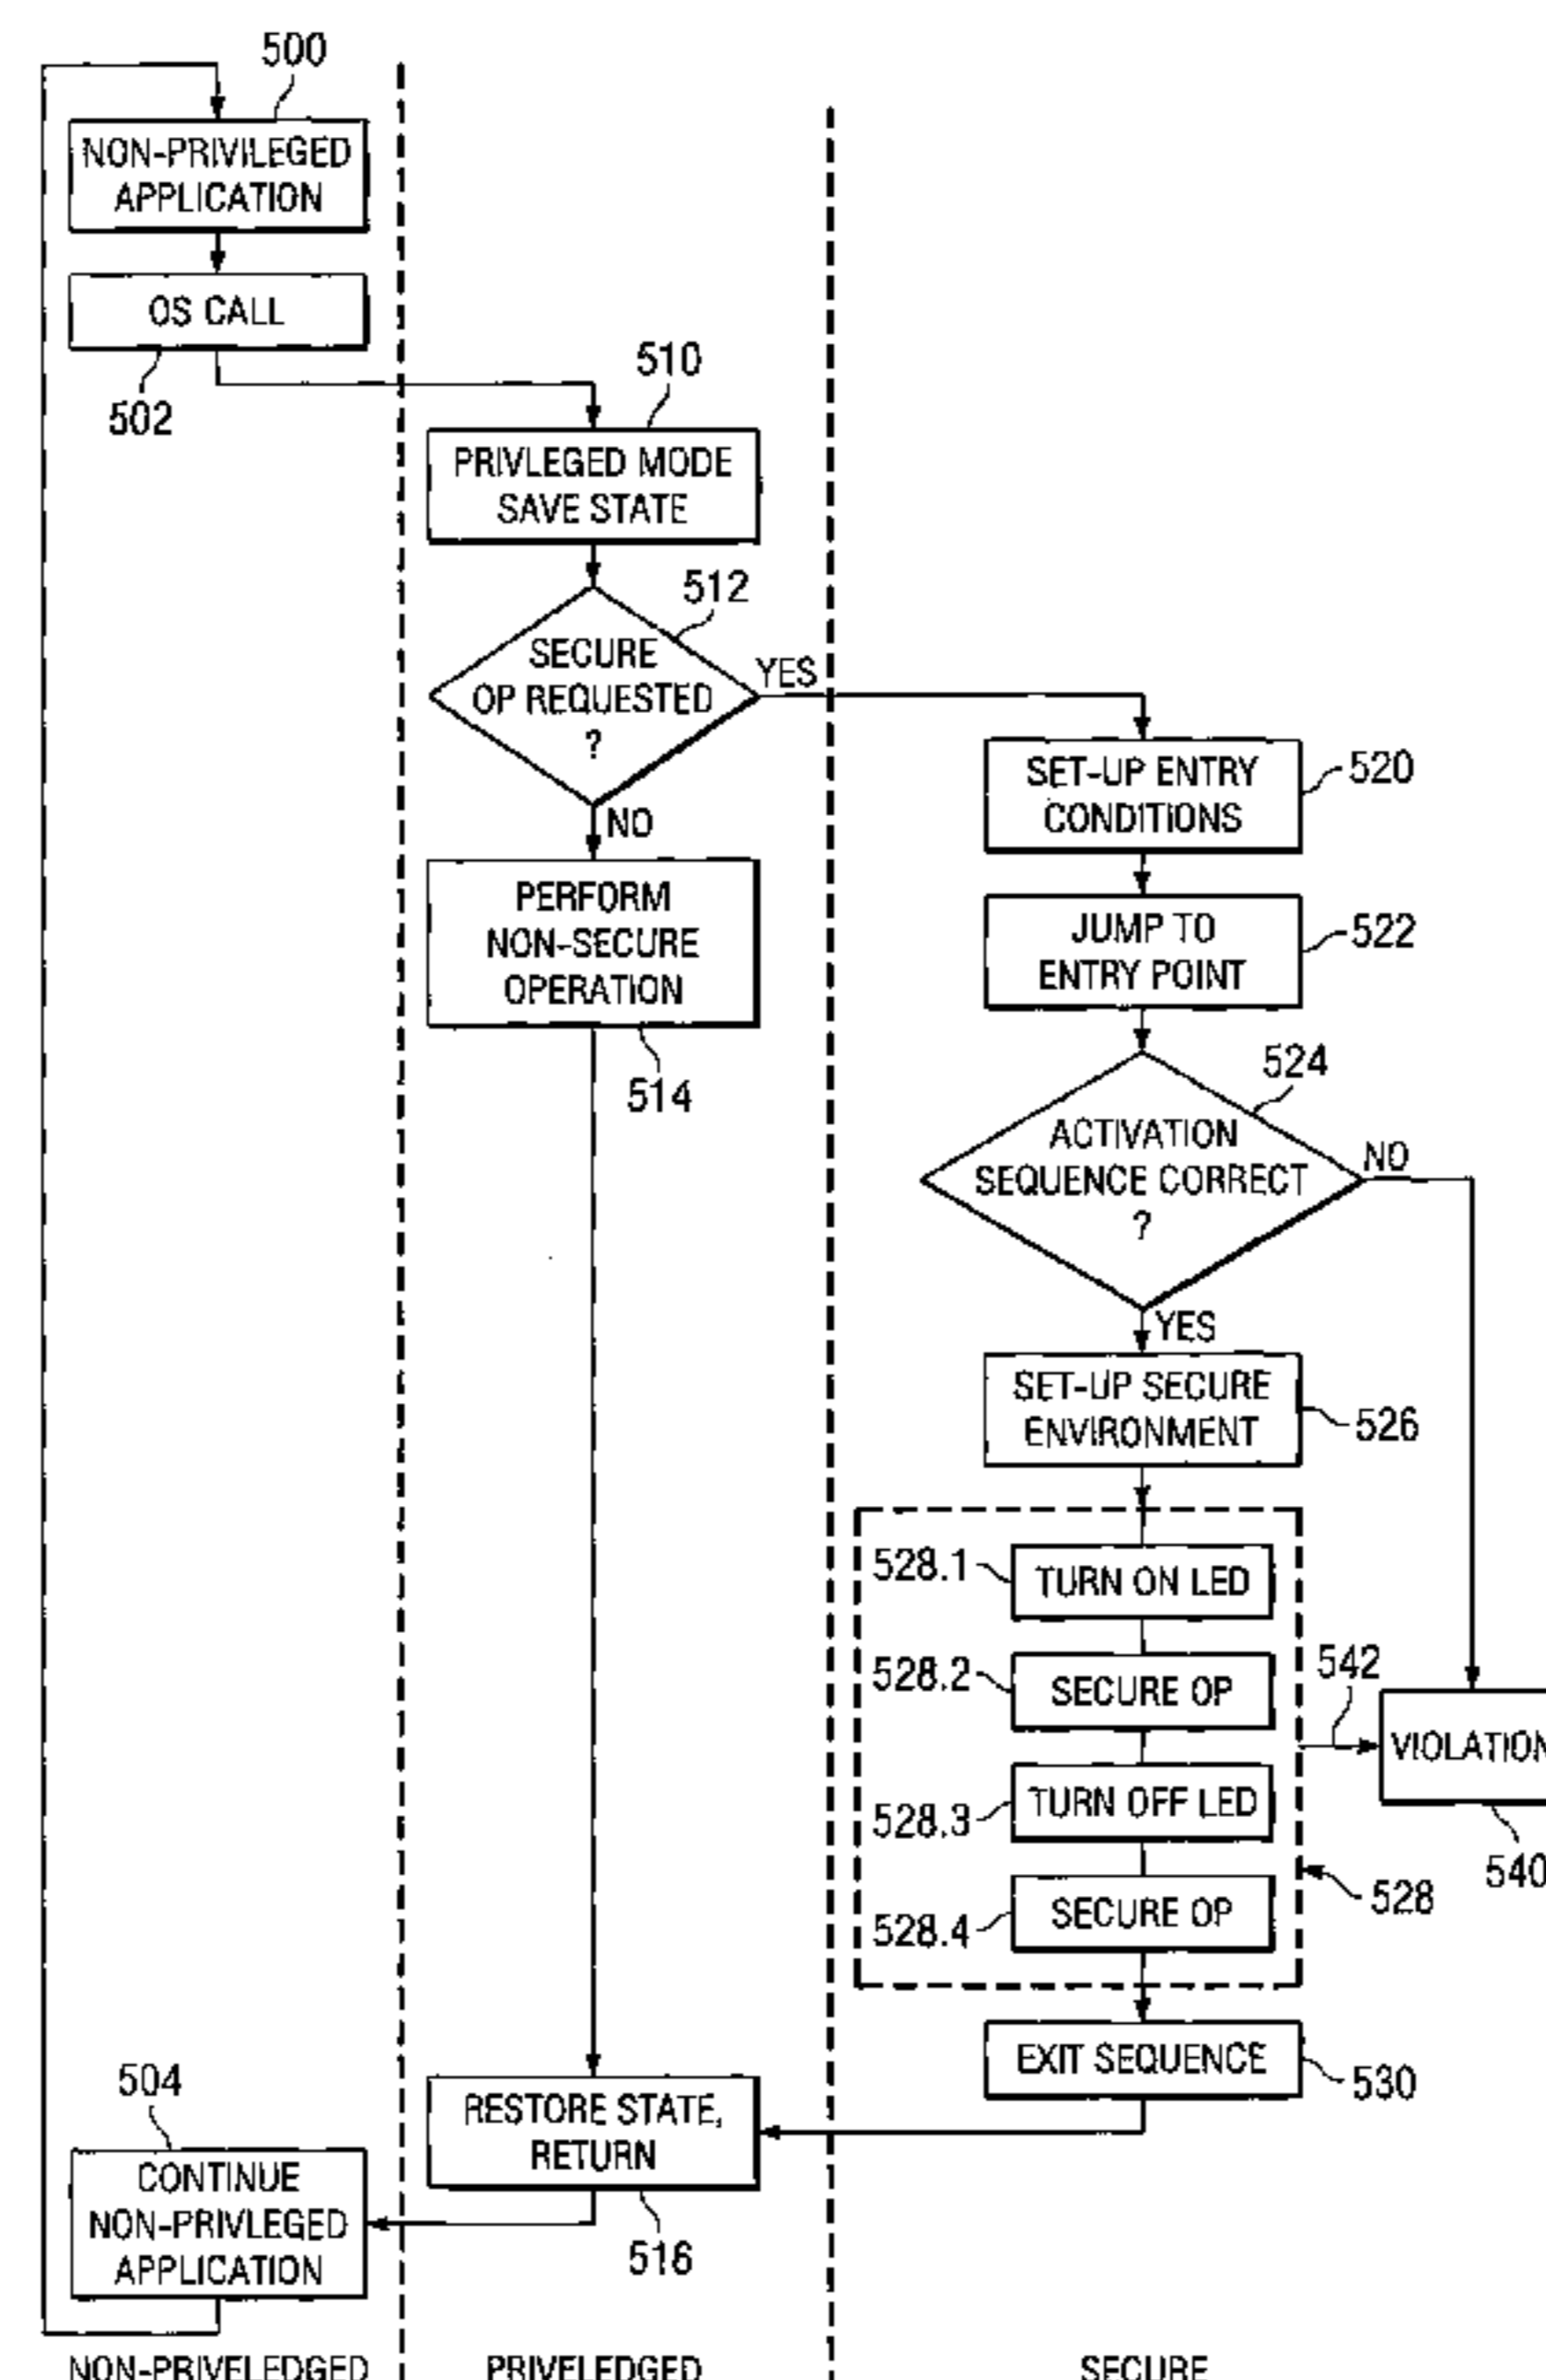 500
NON-PRIVILEGED
APPLICATION
OS CALL
502
510
PRIVLEGED MODE
SAVE STATE
512
SECURE
OP REQUESTED
?
YES
NO
SET-UP ENTRY
CONDITIONS
520
PERFORM
NON-SECURE
OPERATION
514
JUMP TO
ENTRY POINT
522
524
ACTIVATION
SEQUENCE CORRECT
?
NO
YES
SET-UP SECURE
ENVIRONMENT
526
528.1
TURN ON LED
528.2
SECURE OP
542
VIOLATION
540
528.3
TURN OFF LED
528
528.4
SECURE OP
EXIT SEQUENCE
530
504
RESTORE STATE,
RETURN
516
CONTINUE
NON-PRIVLEGED
APPLICATION
NON-PRIVELEDGED
PRIVELEDGED
SECURE